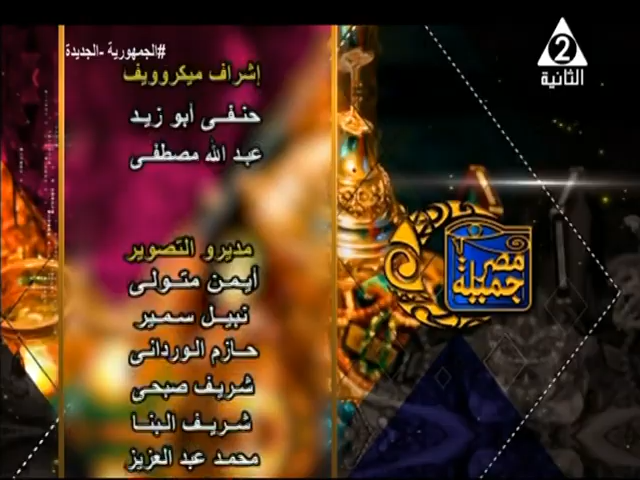 #الجمهورية -الجديدة
2
الثانية
إشراف ميكروويف
حنفى أبو زيد
عبد الله مصطفى
مصر
جميلة
مديرو التصوير
أيمن متولى
نبيل سمير
حازم الوردانى
شريف صبحى
شريف البنا
محمد عبد العزيز